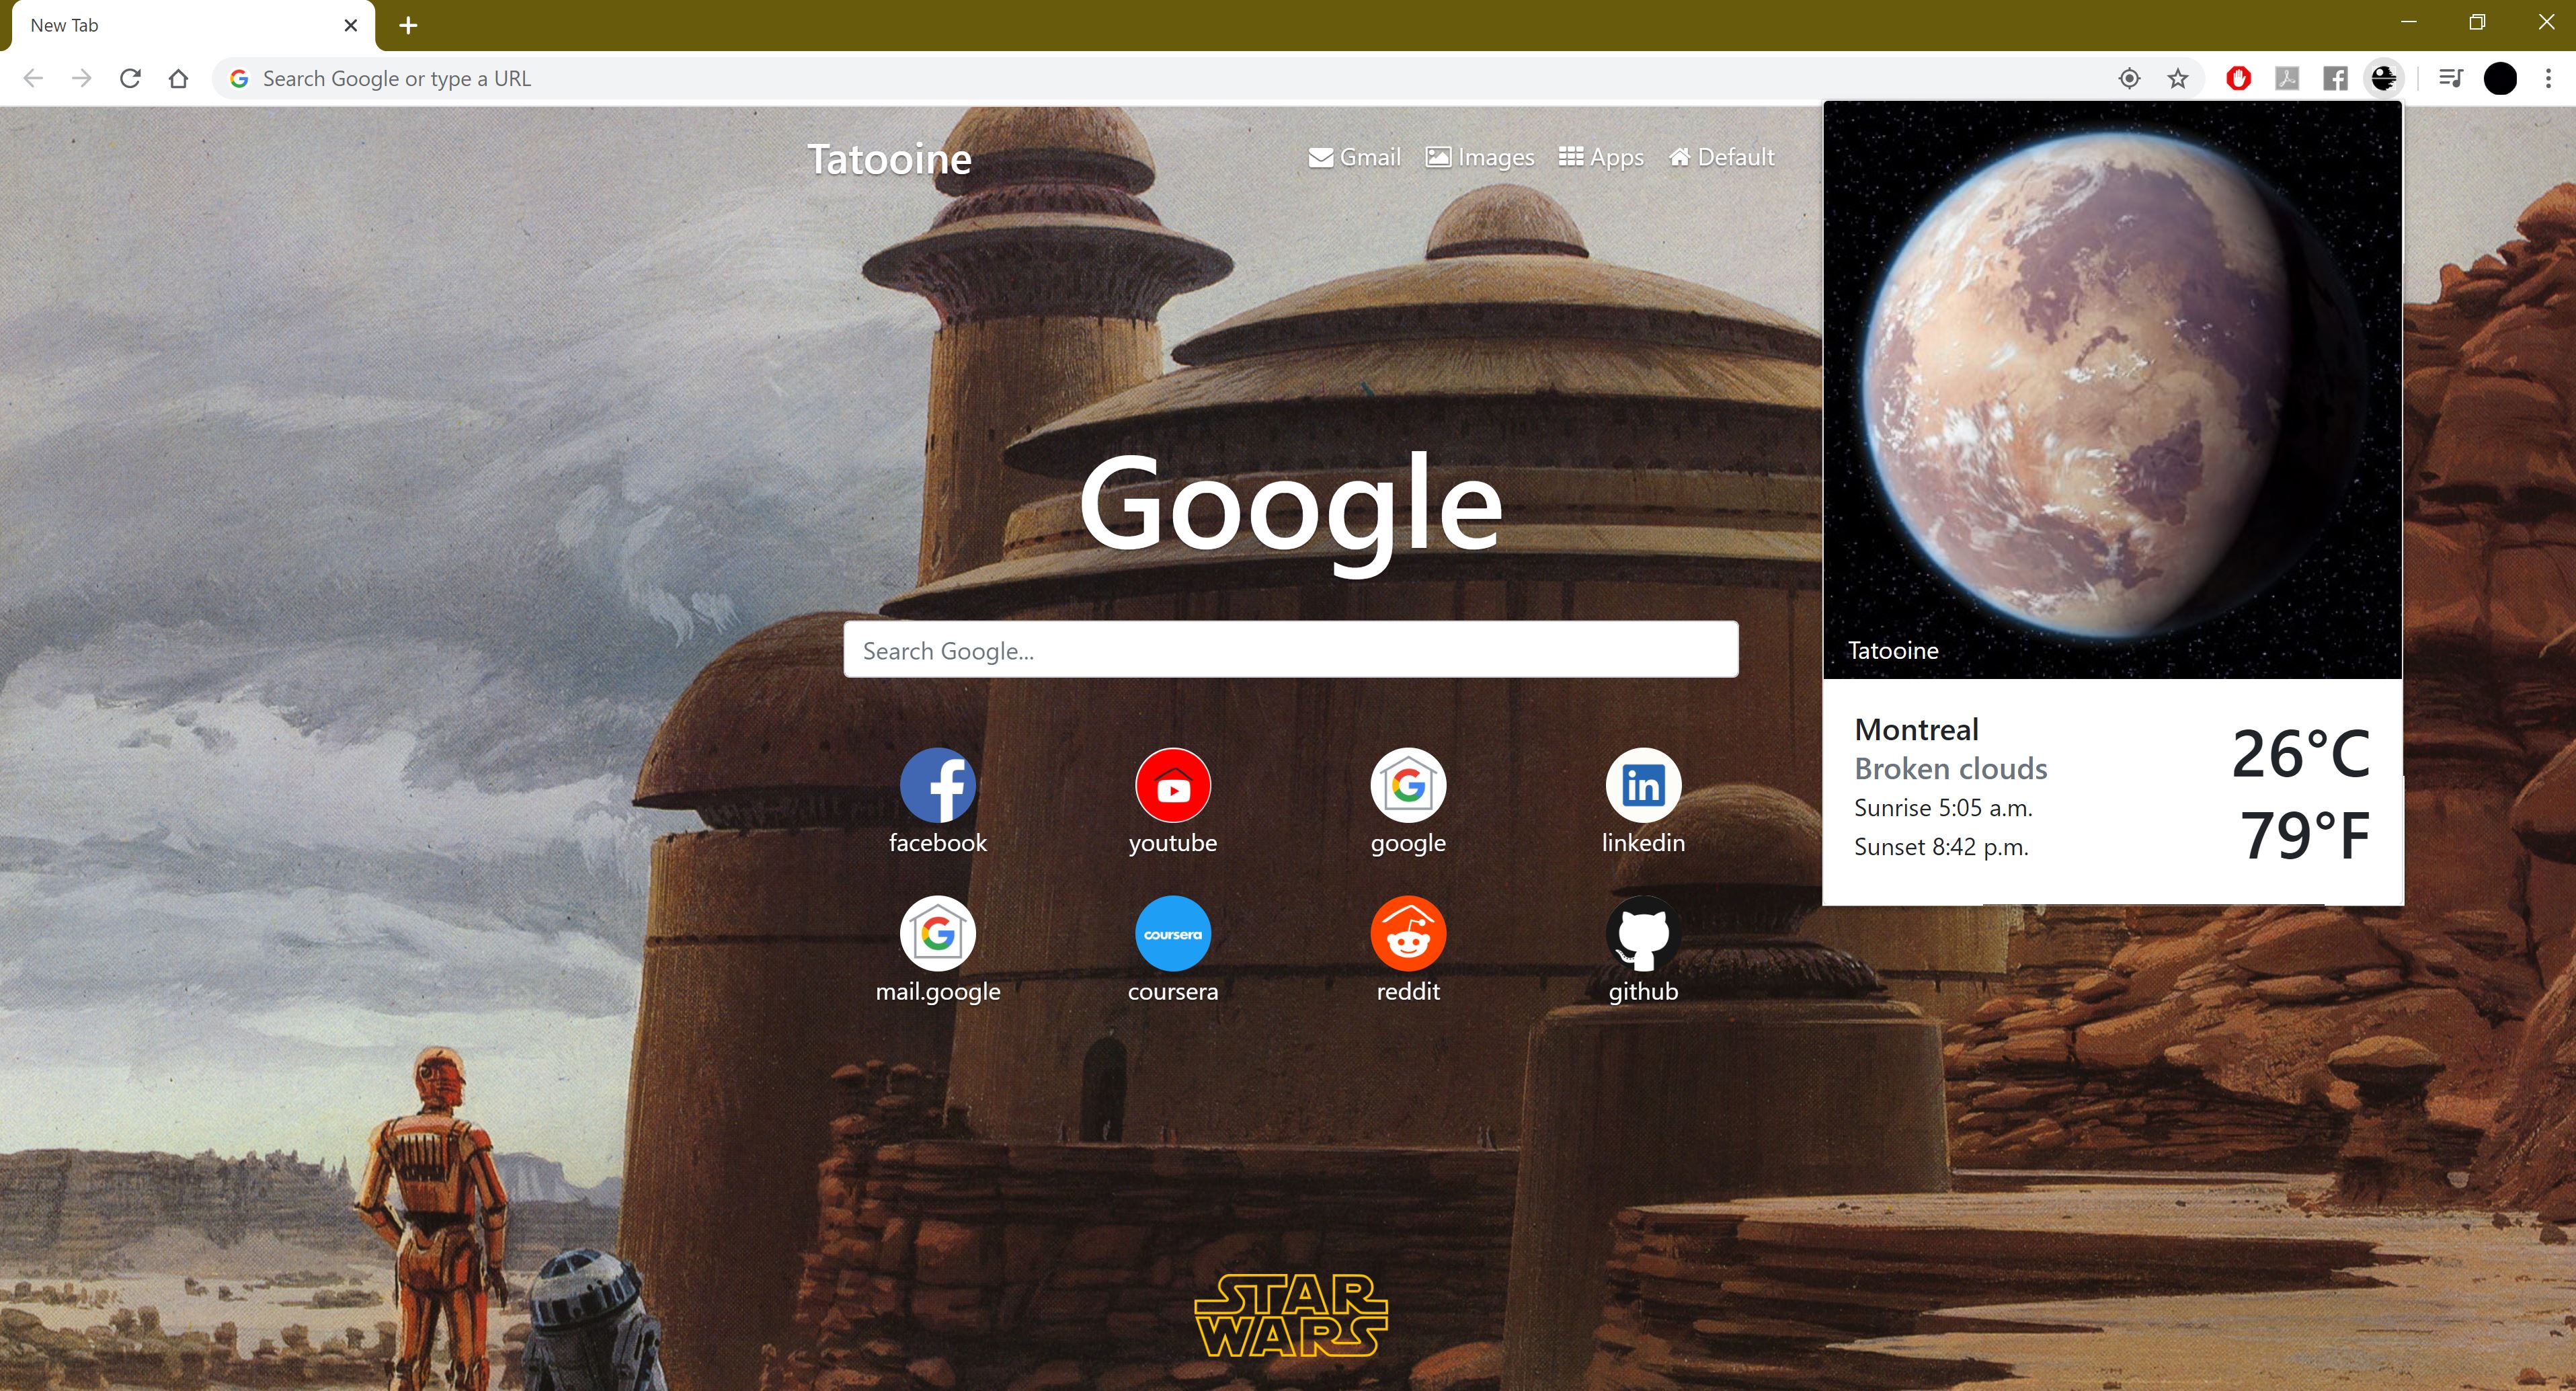 New Tab
Search Google or type a URL
Tatooine
Gmail
Images
Apps
Default
Google
Search Google...
facebook
youtube
google
linkedin
coursera
mail.google
coursera
reddit
github
STAR
WARS
Tatooine
Montreal
Broken clouds
Sunrise 5:05 a.m.
Sunset 8:42 p.m.
26°C
79°F